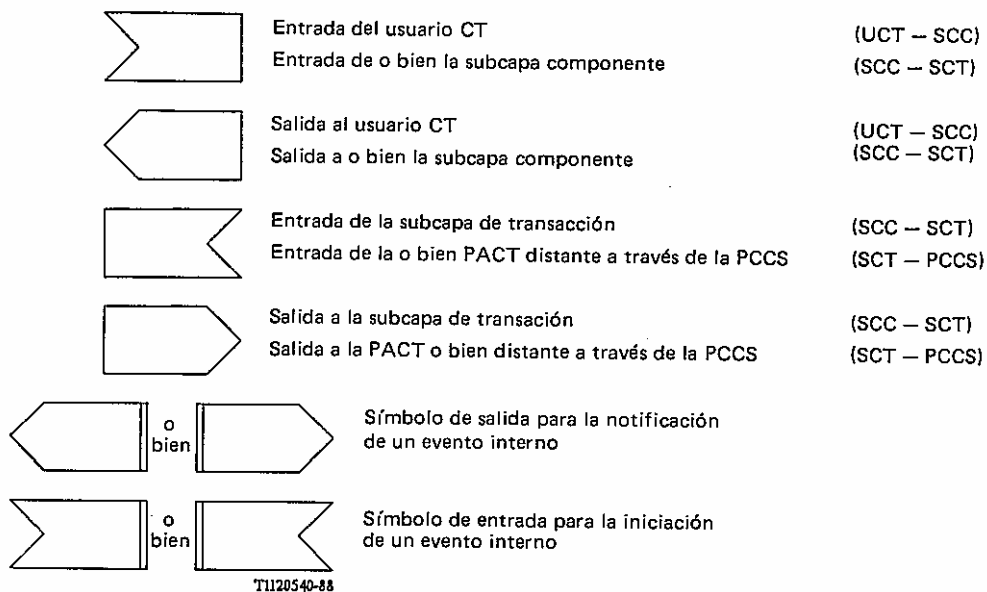 Entrada del usuario CT (UCT — SCC)
Entrada de o bien la subcapa componente (SCC — SCT)
Salida al usuario CT (UCT — SCC)
Salida a o bien la subcapa componente (SCC — SCT)
Entrada de la subcapa de transacción (SCC — SCT)
Entrada de la o bien PACT distante a través de la PCCS (SCT — PCCS)
Salida a la subcapa de transación (SCC — SCT)
Salida a la PACT o bien distante a través de la PCCS (SCT — PCCS)
o
bien
Símbolo de salida para la notificación
de un evento interno
o
bien
Símbolo de entrada para la iniciación
de un evento interno
T1120540-88